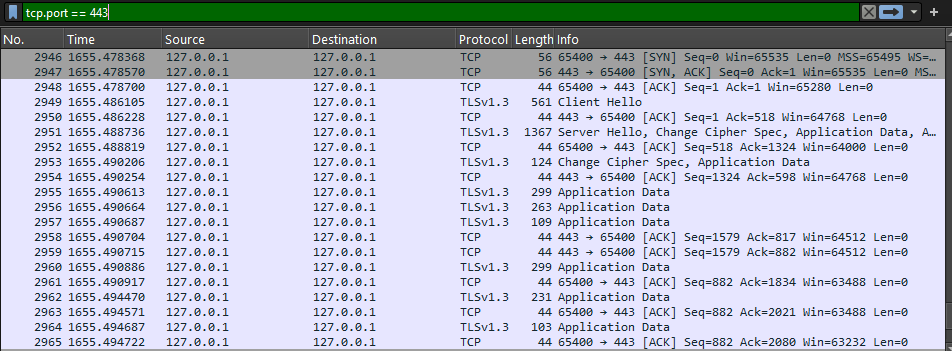 tcp.port == 443
No. Time Source Destination Protocol Length Info
2946 1655.478368 127.0.0.1 127.0.0.1 TCP 56 65400 → 443 [SYN] Seq=0 Win=65535 Len=0 MSS=65495 WS=…
2947 1655.478570 127.0.0.1 127.0.0.1 TCP 56 443 → 65400 [SYN, ACK] Seq=0 Ack=1 Win=65535 Len=0 MS…
2948 1655.478700 127.0.0.1 127.0.0.1 TCP 44 65400 → 443 [ACK] Seq=1 Ack=1 Win=65280 Len=0
2949 1655.486105 127.0.0.1 127.0.0.1 TLSv1.3 561 Client Hello
2950 1655.486228 127.0.0.1 127.0.0.1 TCP 44 443 → 65400 [ACK] Seq=1 Ack=518 Win=64768 Len=0
2951 1655.488736 127.0.0.1 127.0.0.1 TLSv1.3 1367 Server Hello, Change Cipher Spec, Application Data, A…
2952 1655.488819 127.0.0.1 127.0.0.1 TCP 44 65400 → 443 [ACK] Seq=518 Ack=1324 Win=64000 Len=0
2953 1655.490206 127.0.0.1 127.0.0.1 TLSv1.3 124 Change Cipher Spec, Application Data
2954 1655.490254 127.0.0.1 127.0.0.1 TCP 44 443 → 65400 [ACK] Seq=1324 Ack=598 Win=64768 Len=0
2955 1655.490613 127.0.0.1 127.0.0.1 TLSv1.3 299 Application Data
2956 1655.490664 127.0.0.1 127.0.0.1 TLSv1.3 263 Application Data
2957 1655.490687 127.0.0.1 127.0.0.1 TLSv1.3 109 Application Data
2958 1655.490704 127.0.0.1 127.0.0.1 TCP 44 443 → 65400 [ACK] Seq=1579 Ack=817 Win=64512 Len=0
2959 1655.490715 127.0.0.1 127.0.0.1 TCP 44 443 → 65400 [ACK] Seq=1579 Ack=882 Win=64512 Len=0
2960 1655.490886 127.0.0.1 127.0.0.1 TLSv1.3 299 Application Data
2961 1655.490917 127.0.0.1 127.0.0.1 TCP 44 65400 → 443 [ACK] Seq=882 Ack=1834 Win=63488 Len=0
2962 1655.494470 127.0.0.1 127.0.0.1 TLSv1.3 231 Application Data
2963 1655.494571 127.0.0.1 127.0.0.1 TCP 44 65400 → 443 [ACK] Seq=882 Ack=2021 Win=63488 Len=0
2964 1655.494687 127.0.0.1 127.0.0.1 TLSv1.3 103 Application Data
2965 1655.494722 127.0.0.1 127.0.0.1 TCP 44 65400 → 443 [ACK] Seq=882 Ack=2080 Win=63232 Len=0